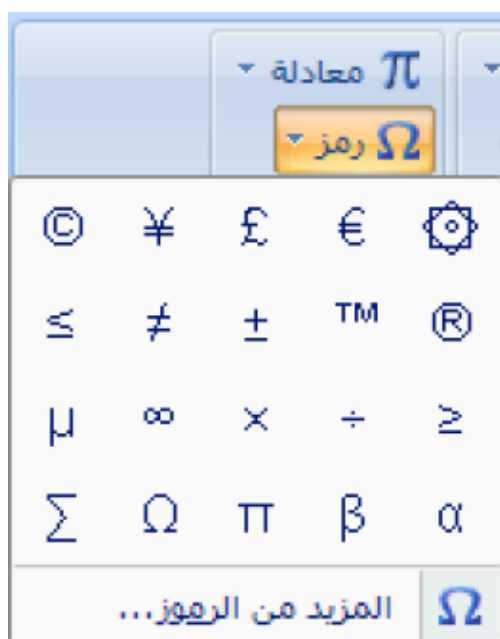 معادلة
رمز
۞ € £ ¥ ©
® ™ ± ≠ ≤
≥ ÷ × ∞ µ
α β π Ω ∑
المزيد من الرموز...